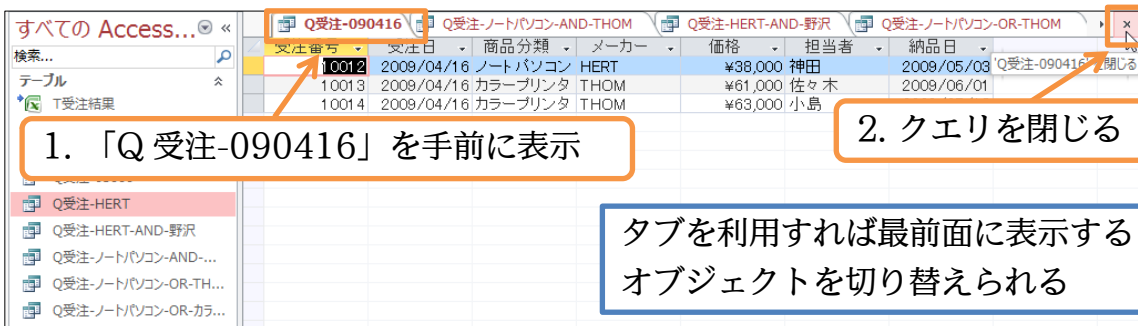 すべての Access... «
検索...
テーブル
T受注結果
Q受注-HERT
Q受注-HERT-AND-野沢
Q受注-ノートパソコン-AND-...
Q受注-ノートパソコン-OR-TH...
Q受注-ノートパソコン-OR-カラ...
Q受注-090416 Q受注-ノートパソコン-AND-THOM Q受注-HERT-AND-野沢 Q受注-ノートパソコン-OR-THOM ×
受注番号 受注日 商品分類 メーカー 価格 担当者 納品日
10012 2009/04/16 ノートパソコン HERT ¥38,000 神田 2009/05/03
10013 2009/04/16 カラープリンタ THOM ¥61,000 佐々木 2009/06/01
10014 2009/04/16 カラープリンタ THOM ¥63,000 小島
1. 「Q受注-090416」を手前に表示
2. クエリを閉じる
タブを利用すれば最前面に表示する
オブジェクトを切り替えられる